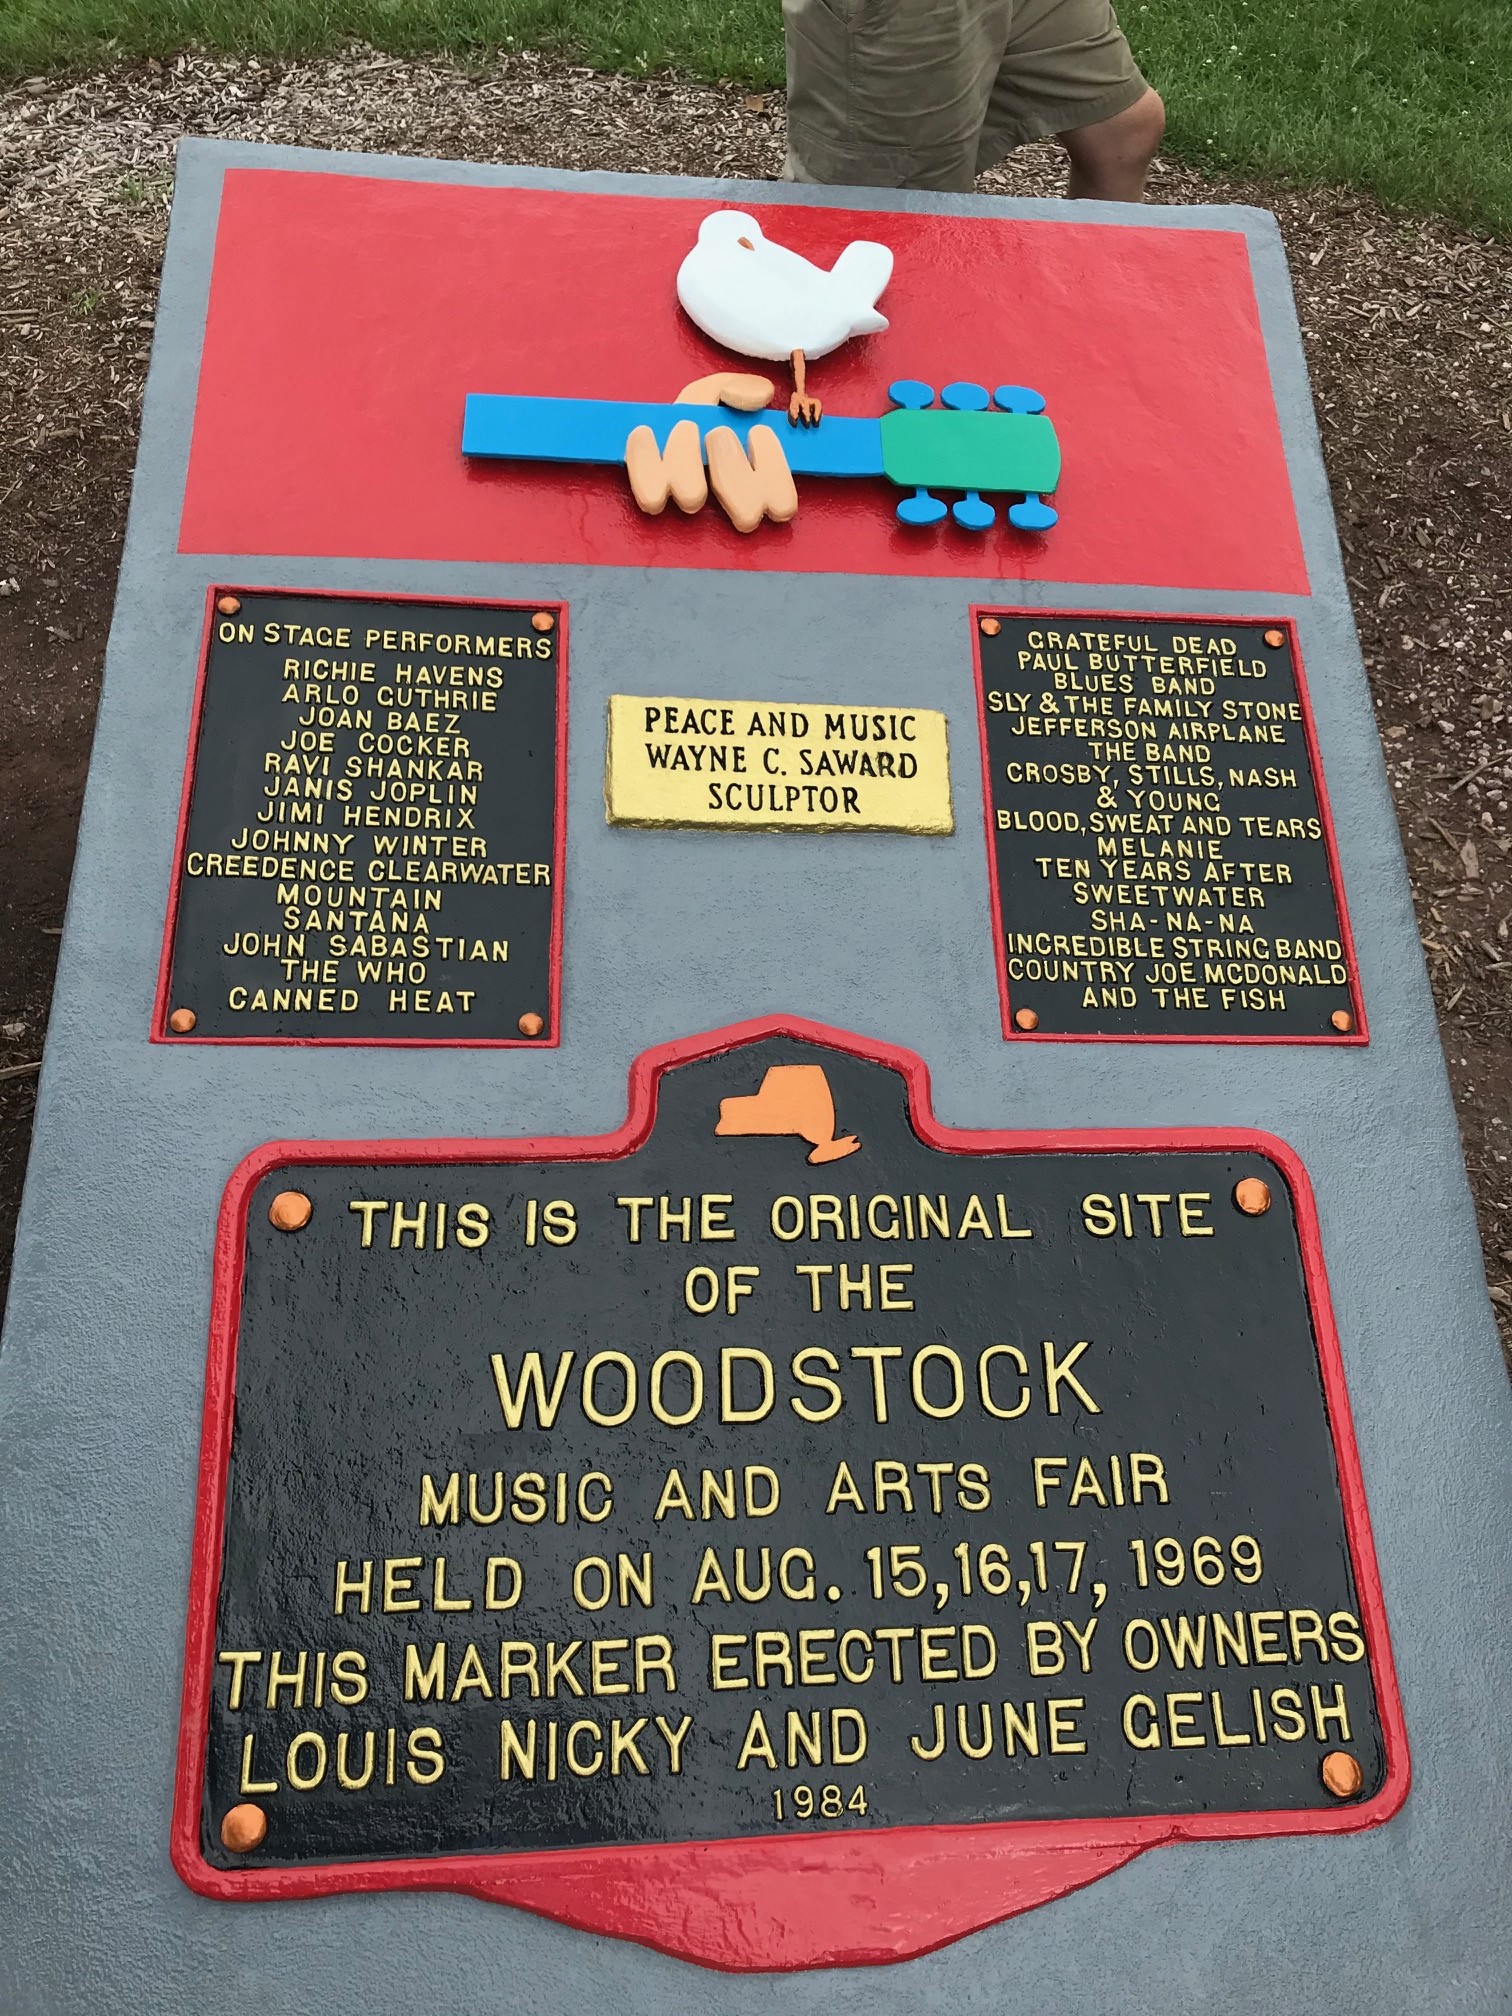 ON STAGE PERFORMERS
RICHIE HAVENS
ARLO GUTHRIE
JOAN BAEZ
JOE COCKER
RAVI SHANKAR
JANIS JOPLIN
JIMI HENDRIX
JOHNNY WINTER
CREEDENCE CLEARWATER
MOUNTAIN
SANTANA
JOHN SABASTIAN
THE WHO
CANNED HEAT
PEACE AND MUSIC
WAYNE C. SAWARD
SCULPTOR
GRATEFUL DEAD
PAUL BUTTERFIELD
BLUES BAND
SLY & THE FAMILY STONE
JEFFERSON AIRPLANE
THE BAND
CROSBY, STILLS, NASH
& YOUNG
BLOOD, SWEAT AND TEARS
MELANIE
TEN YEARS AFTER
SWEETWATER
SHA-NA-NA
INCREDIBLE STRING BAND
COUNTRY JOE MCDONALD
AND THE FISH
THIS IS THE ORIGINAL SITE
OF THE
WOODSTOCK
MUSIC AND ARTS FAIR
HELD ON AUG. 15,16,17, 1969
THIS MARKER ERECTED BY OWNERS
LOUIS NICKY AND JUNE GELISH
1984